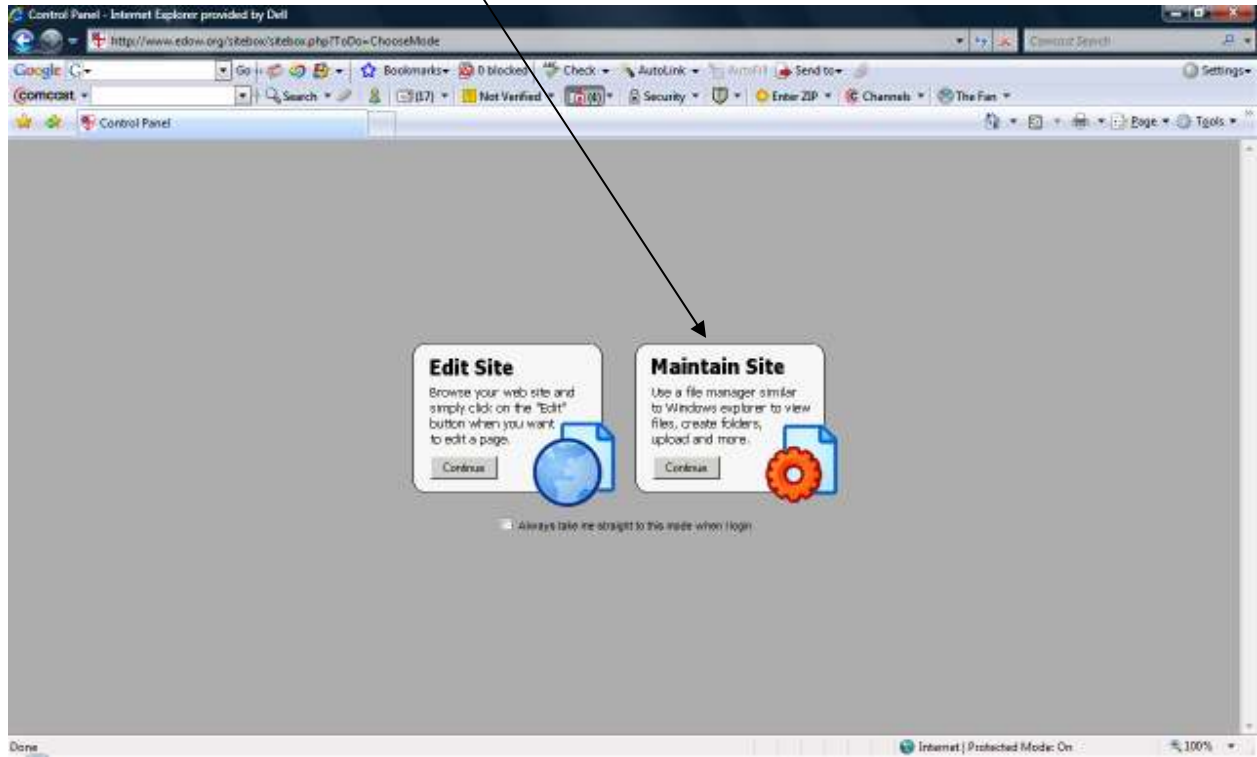 Control Panel - Internet Explorer provided by Dell
http://www.edow.org/sitebox/sitebox.php?ToDo=ChooseMode
Comcast Search
Google G Go Bookmarks 0 blocked Check AutoLink AutoFill Send to Settings
comcast Search (17) Not Verified (4) Security Enter ZIP Channels The Fan
Control Panel Page Tools
Edit Site
Browse your web site and
simply click on the "Edit"
button when you want
to edit a page.
Continue
Maintain Site
Use a file manager similar
to Windows explorer to view
files, create folders,
upload and more.
Continue
Always take me straight to this mode when I login
Done Internet | Protected Mode: On 100%